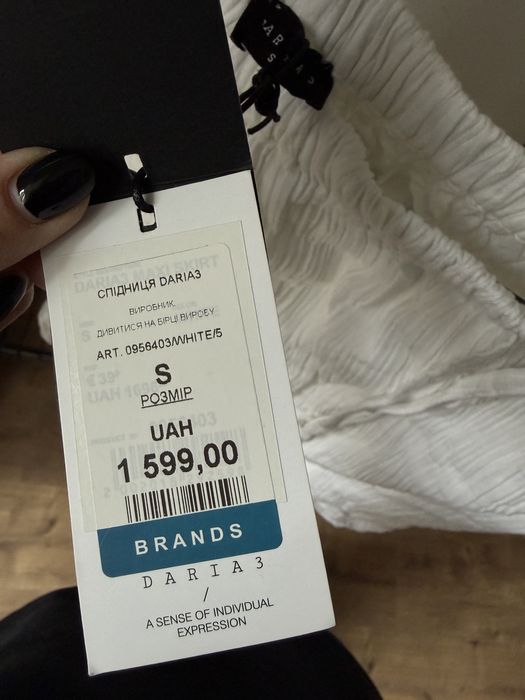 DARIA3
СПІДНИЦЯ DARIA3
ВИРОБНИК
ДИВИТИСЯ НА БІРЦІ ВИРОБУ
ART. 0956403/WHITE/5
S
РОЗМІР
UAH
1 599,00
BRANDS
DARIA3
/
A SENSE OF INDIVIDUAL
EXPRESSION